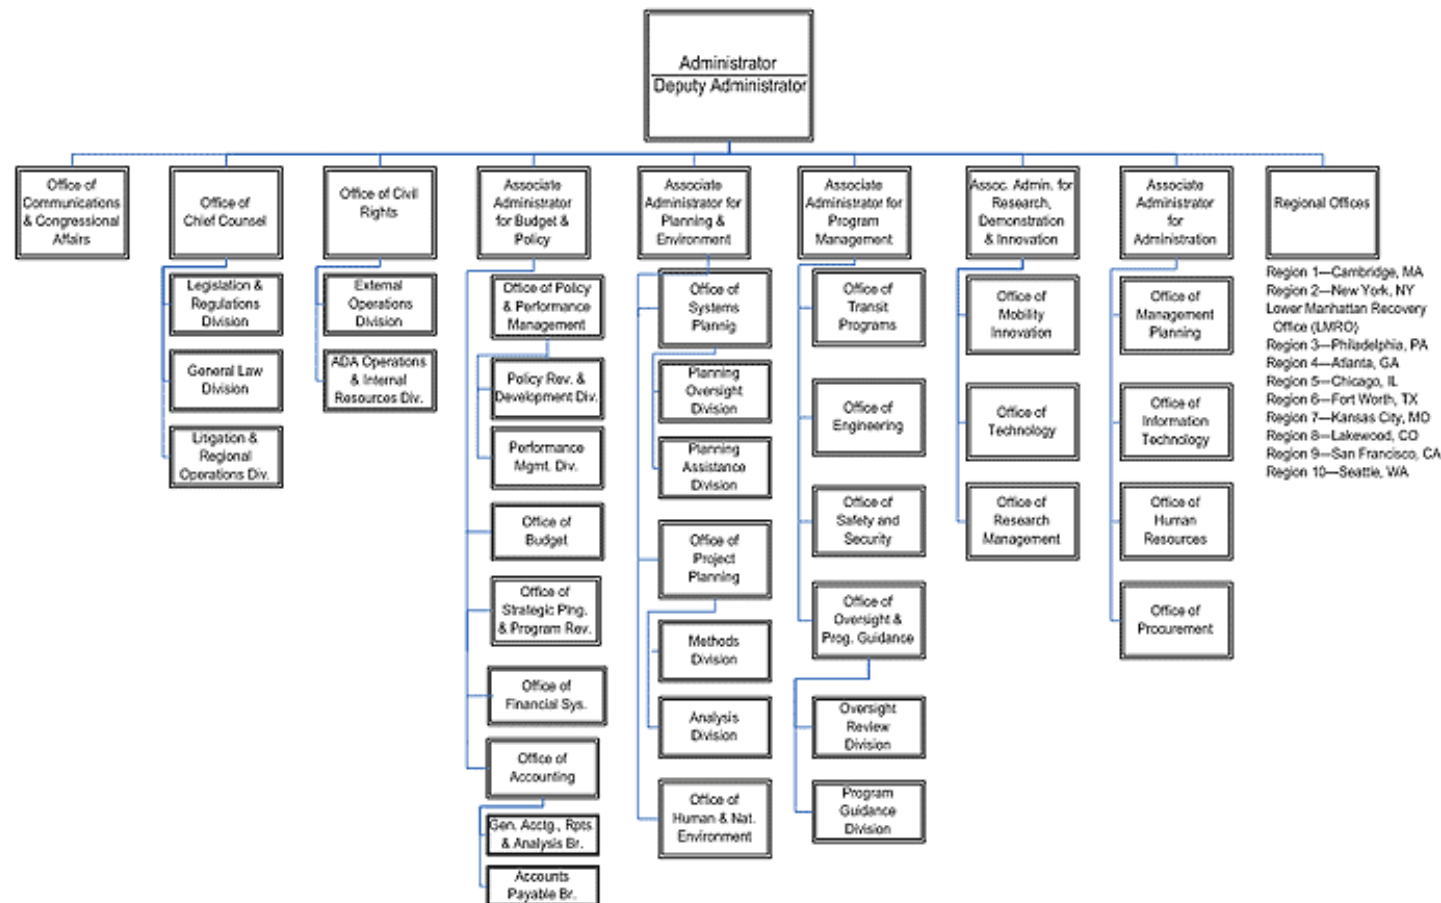 Administrator
Deputy Administrator
Office of
Communications
& Congressional
Affairs
Office of
Chief Counsel
Legislation &
Regulations
Division
General Law
Division
Litgation &
Regional
Operations Div.
Office of Civil
Rights
External
Operations
Division
ADA Operations
& Internal
Resources Div.
Associate
Administrator
for Budget &
Policy
Office of Policy
& Performance
Management
Policy Rev. &
Development Div.
Performance
Mgmt. Div.
Office of
Budget
Office of
Strategic Plng.
& Program Rev.
Office of
Financial Sys.
Office of
Accounting
Gen. Acctg., Rpts
& Analysis Br.
Accounts
Payable Br.
Associate
Administrator for
Planning &
Environment
Office of
Systems
Plannig
Planning
Oversight
Division
Planning
Assistance
Division
Office of
Project
Planning
Methods
Division
Analysis
Division
Office of
Human & Nat.
Environment
Associate
Administrator for
Program
Management
Office of
Transit
Programs
Office of
Engineering
Office of
Safety and
Security
Office of
Oversight &
Prog. Guidance
Oversight
Review
Division
Program
Guidance
Division
Assoc. Admin. for
Research,
Demonstration
& Innovation
Office of
Mobility
Innovation
Office of
Technology
Office of
Research
Management
Associate
Administrator
for
Administration
Office of
Management
Planning
Office of
Information
Technology
Office of
Human
Resources
Office of
Procurement
Regional Offices
Region 1—Cambridge, MA
Region 2—New York, NY
Lower Manhattan Recovery
Office (LMRO)
Region 3—Philadelphia, PA
Region 4—Atlanta, GA
Region 5—Chicago, IL
Region 6—Fort Worth, TX
Region 7—Kansas City, MO
Region 8—Lakewood, CO
Region 9—San Francisco, CA
Region 10—Seattle, WA